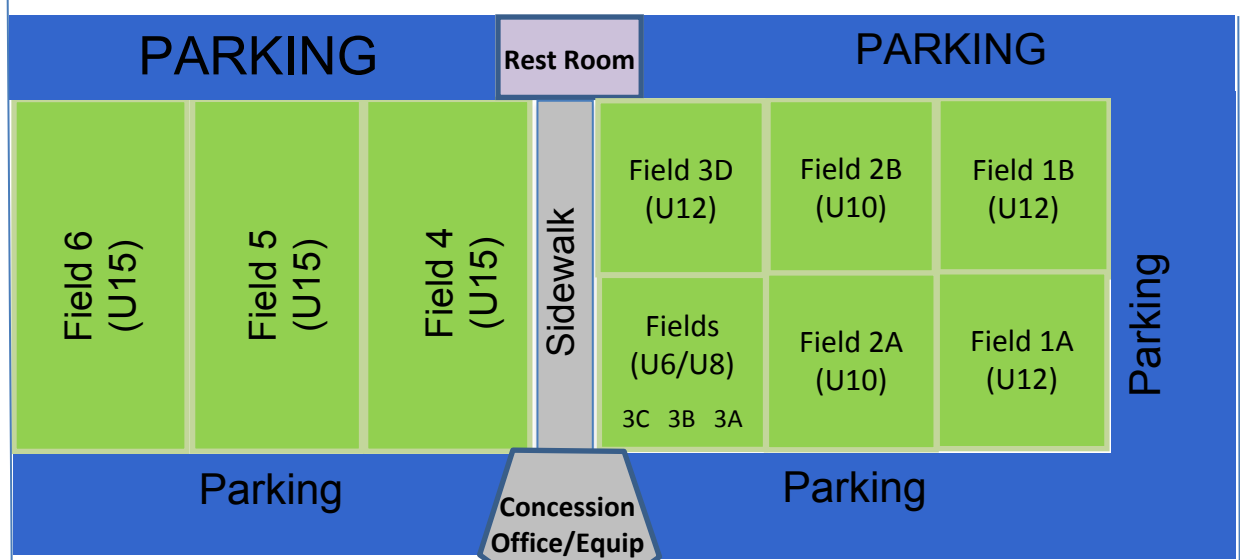 PARKING
Rest Room
PARKING
Field 6
(U15)
Field 5
(U15)
Field 4
(U15)
Sidewalk
Field 3D
(U12)
Field 2B
(U10)
Field 1B
(U12)
Fields
(U6/U8)
3C 3B 3A
Field 2A
(U10)
Field 1A
(U12)
Parking
Parking
Concession
Office/Equip
Parking